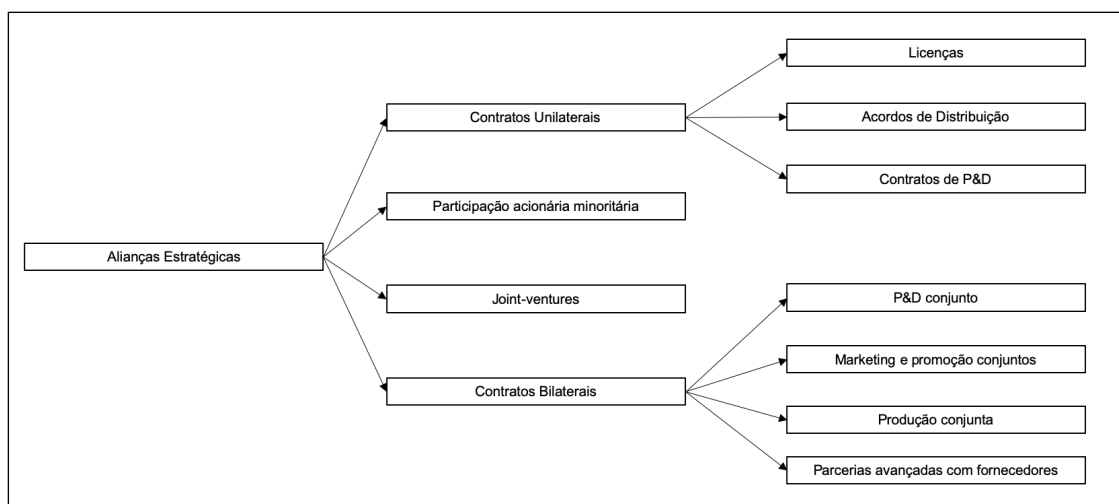 Alianças Estratégicas
Contratos Unilaterais
Licenças
Acordos de Distribuição
Contratos de P&D
Participação acionária minoritária
Joint-ventures
Contratos Bilaterais
P&D conjunto
Marketing e promoção conjuntos
Produção conjunta
Parcerias avançadas com fornecedores